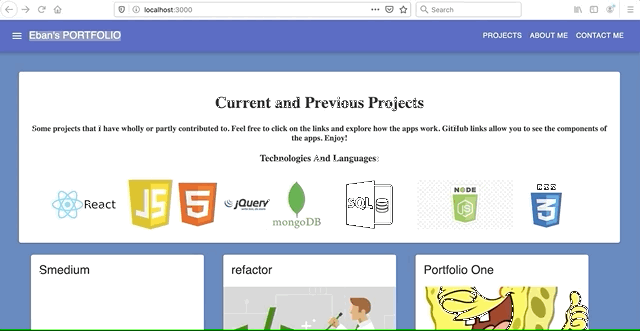 localhost:3000
Search
Eban's PORTFOLIO
PROJECTS ABOUT ME CONTACT ME
Current and Previous Projects
Some projects that I have wholly or partly contributed to. Feel free to click on the links and explore how the apps work. GitHub links allow you to see the components of
the apps. Enjoy!
Technologies And Languages:
React JS 5 jQuery mongoDB SQL NODE JS CSS 3
Smedium refactor Portfolio One